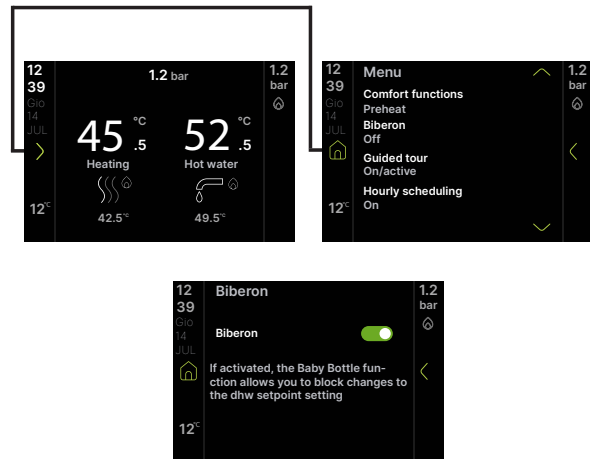 12
39
Gio
14
JUL
12°C
1.2 bar
45.5 °C
Heating
42.5°C
52.5 °C
Hot water
49.5°C
1.2
bar
12
39
Gio
14
JUL
12°C
Menu
Comfort functions
Preheat
Biberon
Off
Guided tour
On/active
Hourly scheduling
On
1.2
bar
12
39
Gio
14
JUL
12°C
Biberon
Biberon
If activated, the Baby Bottle fun-
ction allows you to block changes to
the dhw setpoint setting
1.2
bar